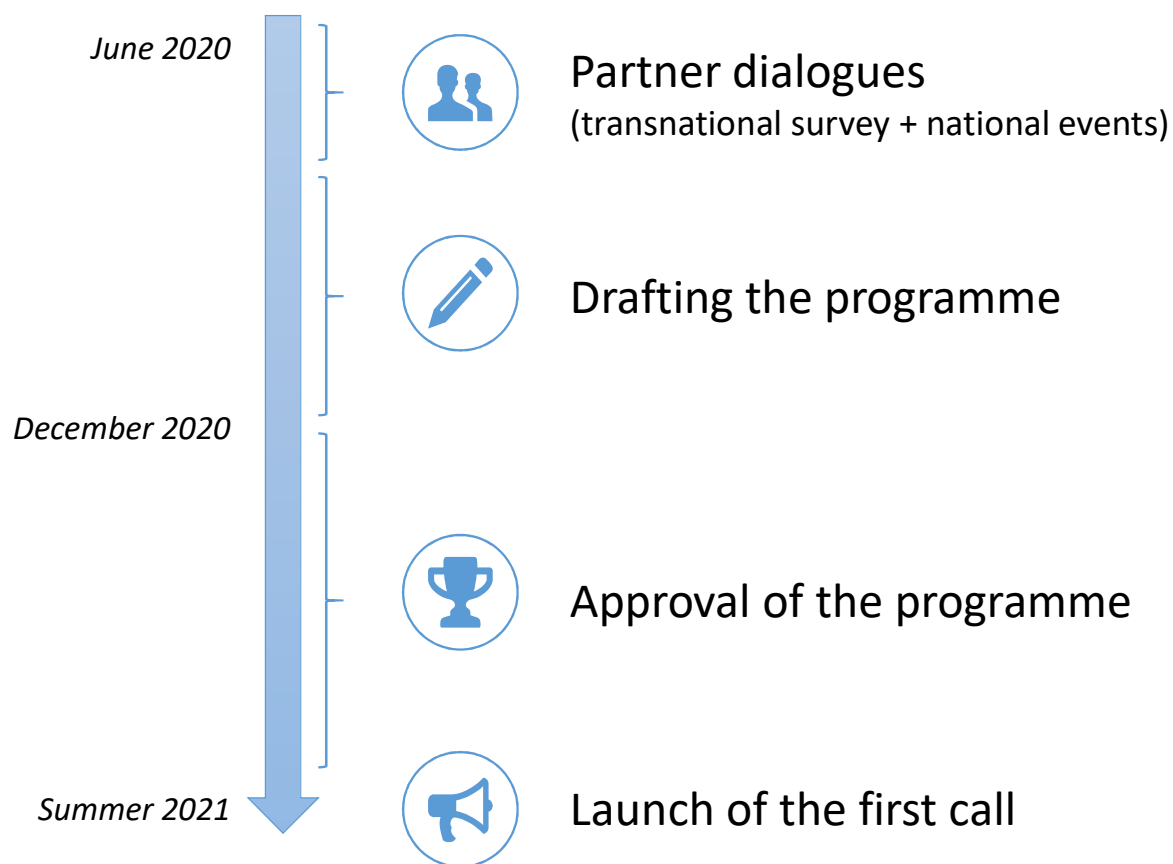 June 2020
Partner dialogues
(transnational survey + national events)
Drafting the programme
December 2020
Approval of the programme
Summer 2021
Launch of the first call